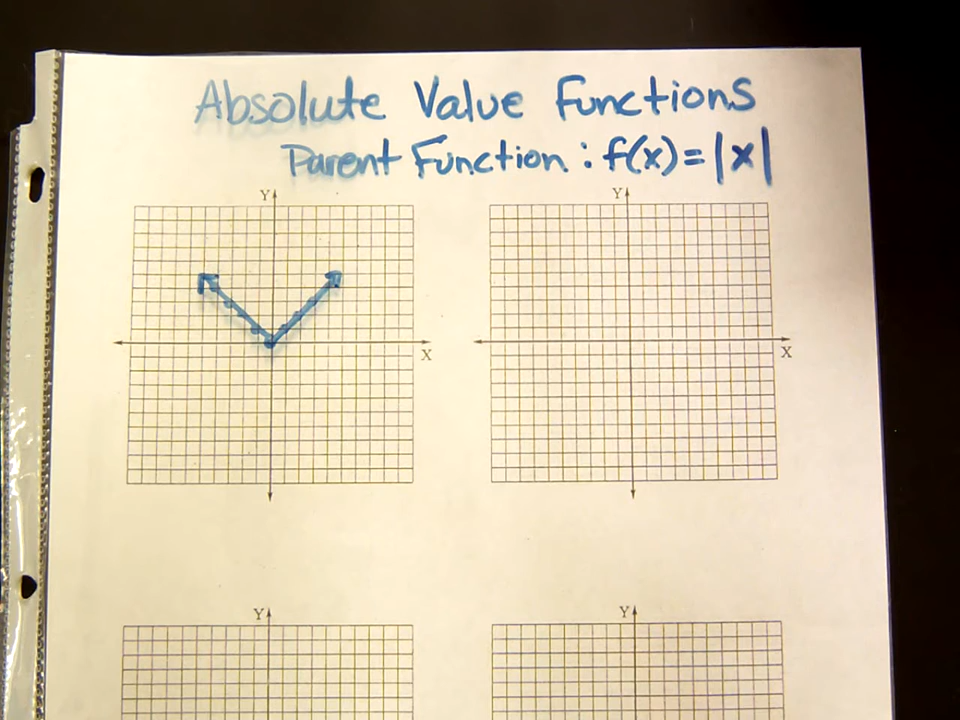 Absolute Value Functions
Parent Function : f(x) = |x|
Y
Y
X
X
Y
Y